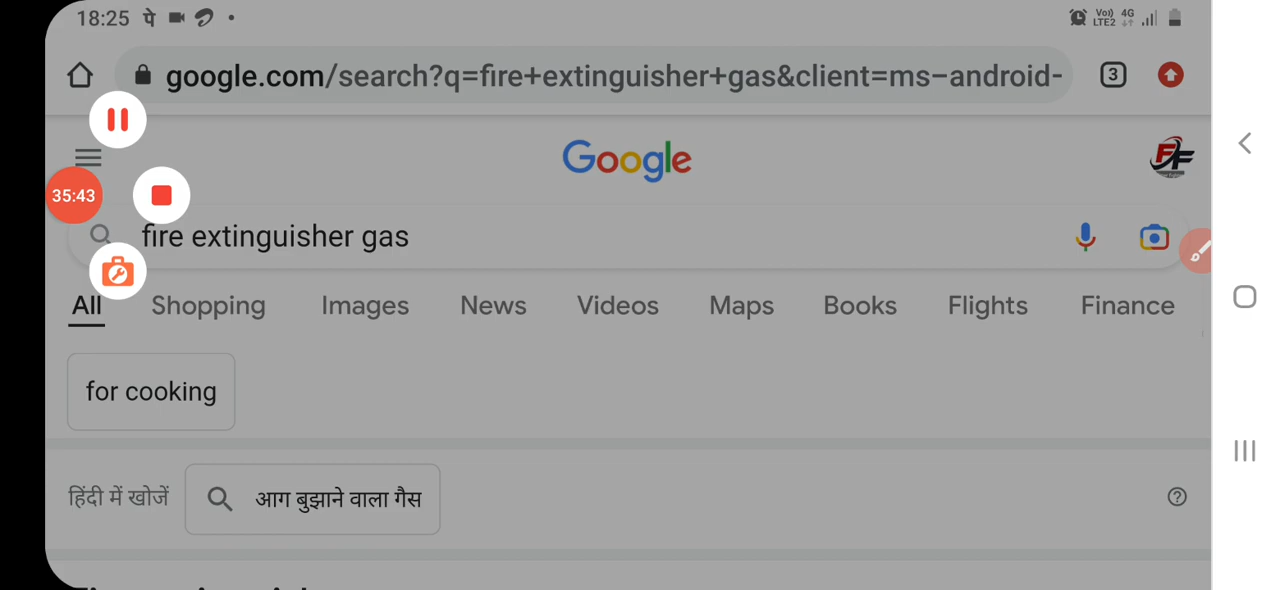 18:25 पे
Vo)) LTE2 4G
google.com/search?q=fire+extinguisher+gas&client=ms-android-
3
Google
FF
35:43
fire extinguisher gas
All Shopping Images News Videos Maps Books Flights Finance
for cooking
हिंदी में खोजें आग बुझाने वाला गैस